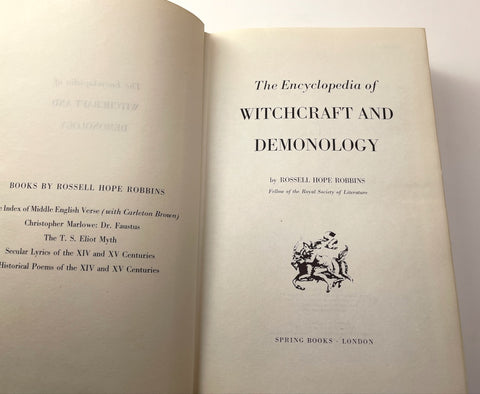 BOOKS BY ROSSELL HOPE ROBBINS
Index of Middle English Verse (with Carleton Brown)
Christopher Marlowe: Dr. Faustus
The T. S. Eliot Myth
Secular Lyrics of the XIV and XV Centuries
Historical Poems of the XIV and XV Centuries
The Encyclopedia of
WITCHCRAFT AND
DEMONOLOGY
by ROSSELL HOPE ROBBINS
Fellow of the Royal Society of Literature
SPRING BOOKS · LONDON